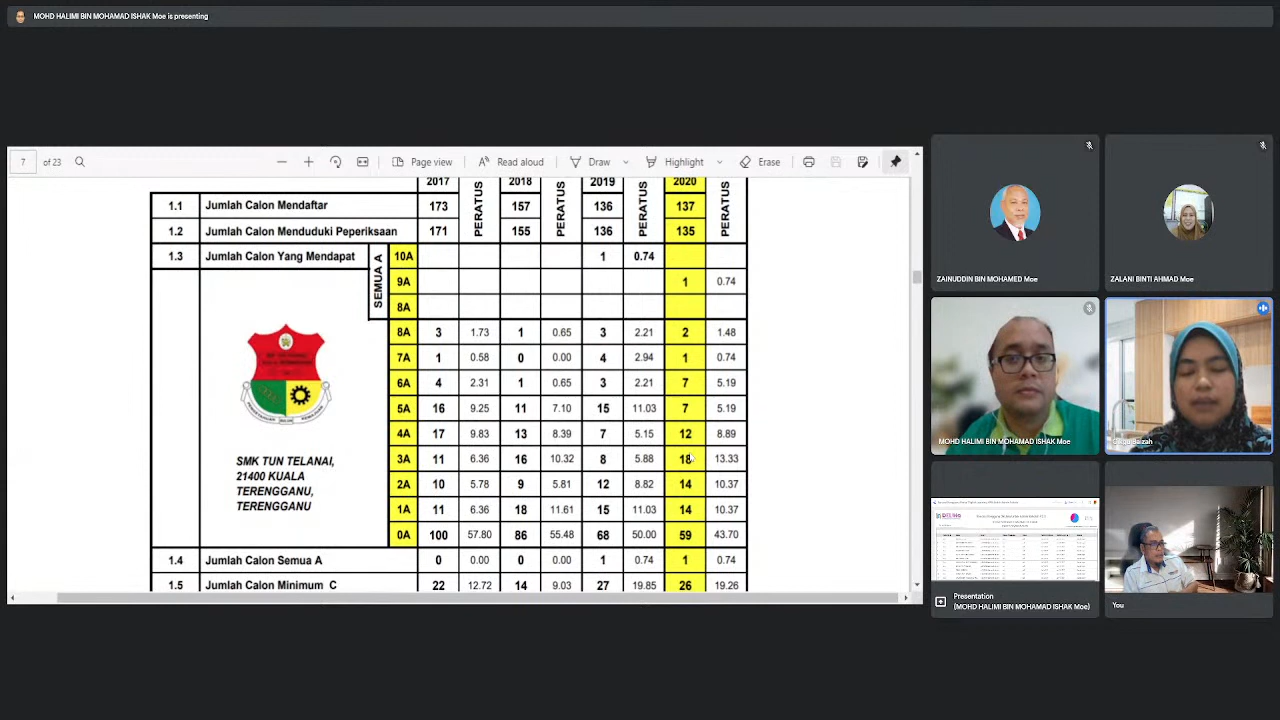 MOHD HALIMI BIN MOHAMAD ISHAK Moe is presenting
7 of 23 Page view Read aloud Draw Highlight Erase
2017 PERATUS 2018 PERATUS 2019 PERATUS 2020 PERATUS
1.1 Jumlah Calon Mendaftar 173 157 136 137
1.2 Jumlah Calon Menduduki Peperiksaan 171 155 136 135
1.3 Jumlah Calon Yang Mendapat SEMUA A 10A 1 0.74
9A 1 0.74
8A
8A 3 1.73 1 0.65 3 2.21 2 1.48
7A 1 0.58 0 0.00 4 2.94 1 0.74
6A 4 2.31 1 0.65 3 2.21 7 5.19
5A 16 9.25 11 7.10 15 11.03 7 5.19
4A 17 9.83 13 8.39 7 5.15 12 8.89
3A 11 6.36 16 10.32 8 5.88 18 13.33
2A 10 5.78 9 5.81 12 8.82 14 10.37
1A 11 6.36 18 11.61 15 11.03 14 10.37
0A 100 57.80 86 55.48 68 50.00 59 43.70
SMK TUN TELANAI,
21400 KUALA
TERENGGANU,
TERENGGANU
1.4 Jumlah Calon Semua A 0 0.00 0 0.00 1 0.74 1 0.74
1.5 Jumlah Calon Minimum C 22 12.72 14 9.03 27 19.85 26 19.26
ZAINUDDIN BIN MOHAMED Moe
ZALANI BINTI AHMAD Moe
MOHD HALIMI BIN MOHAMAD ISHAK Moe
Presentation
(MOHD HALIMI BIN MOHAMAD ISHAK Moe)
You